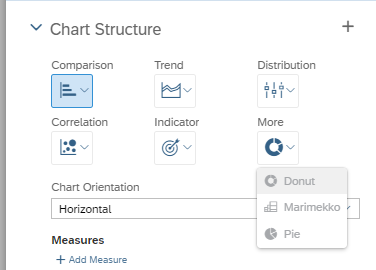 Chart Structure +
Comparison Trend Distribution
Correlation Indicator More
Donut
Chart Orientation
Marimekko
Horizontal
Pie
Measures
+ Add Measure